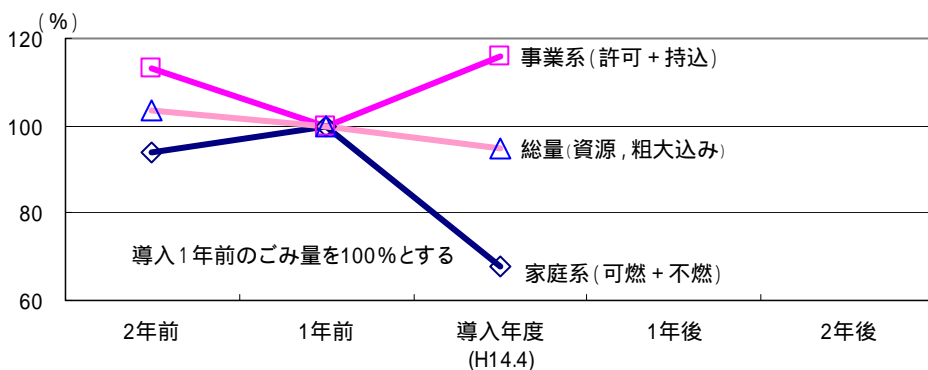 (%)
120
100
80
60
事業系(許可+持込)
総量(資源,粗大込み)
導入1年前のごみ量を100%とする
家庭系(可燃+不燃)
2年前
1年前
導入年度
(H14.4)
1年後
2年後